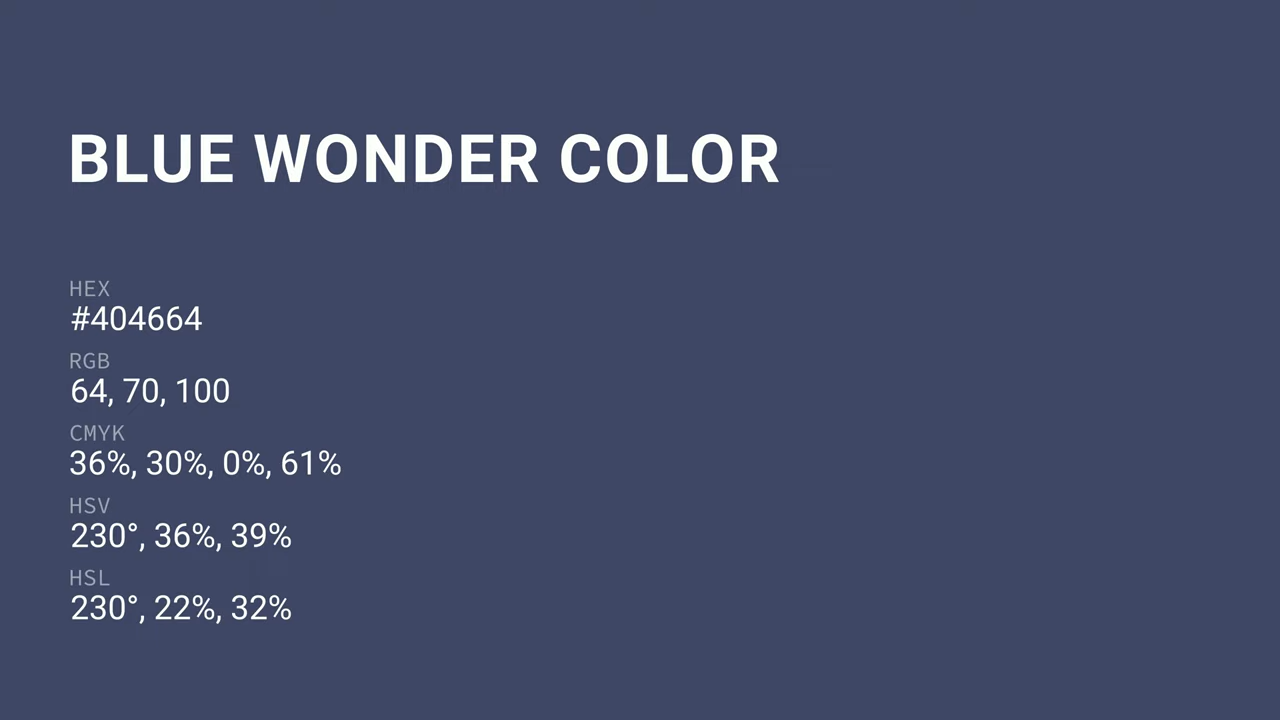 BLUE WONDER COLOR
HEX
#404664
RGB
64, 70, 100
CMYK
36%, 30%, 0%, 61%
HSV
230°, 36%, 39%
HSL
230°, 22%, 32%